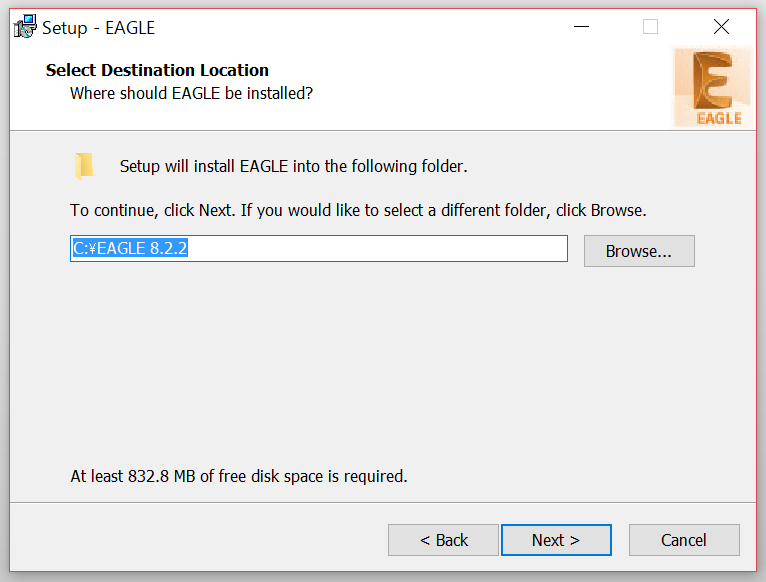 Setup - EAGLE
Select Destination Location
Where should EAGLE be installed?
EAGLE
Setup will install EAGLE into the following folder.
To continue, click Next. If you would like to select a different folder, click Browse.
C:¥EAGLE 8.2.2
Browse...
At least 832.8 MB of free disk space is required.
< Back
Next >
Cancel